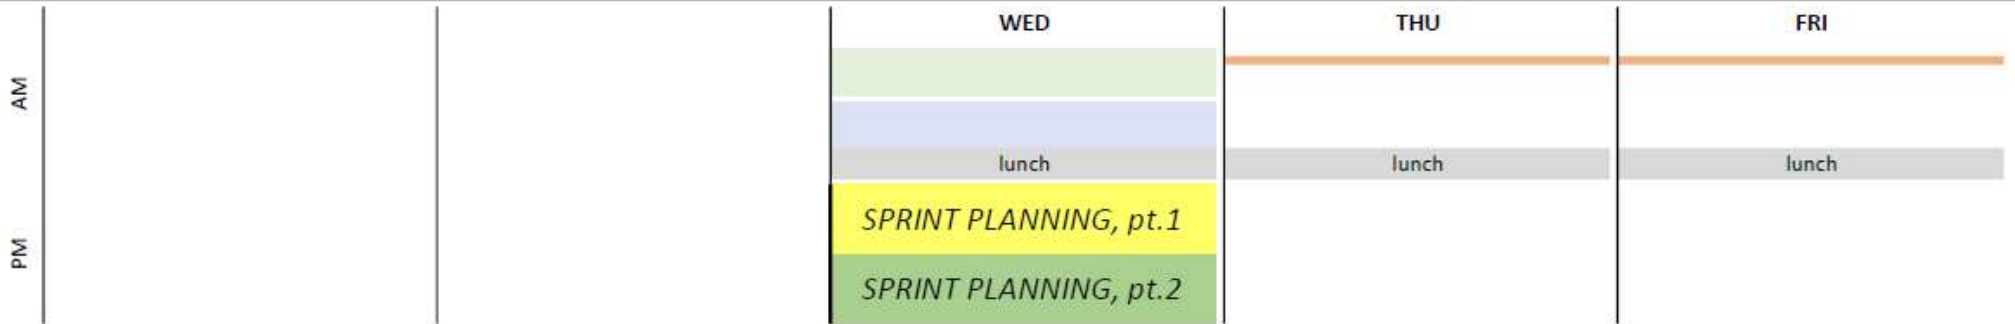 WED
THU
FRI
AM
lunch
lunch
lunch
SPRINT PLANNING, pt.1
PM
SPRINT PLANNING, pt.2